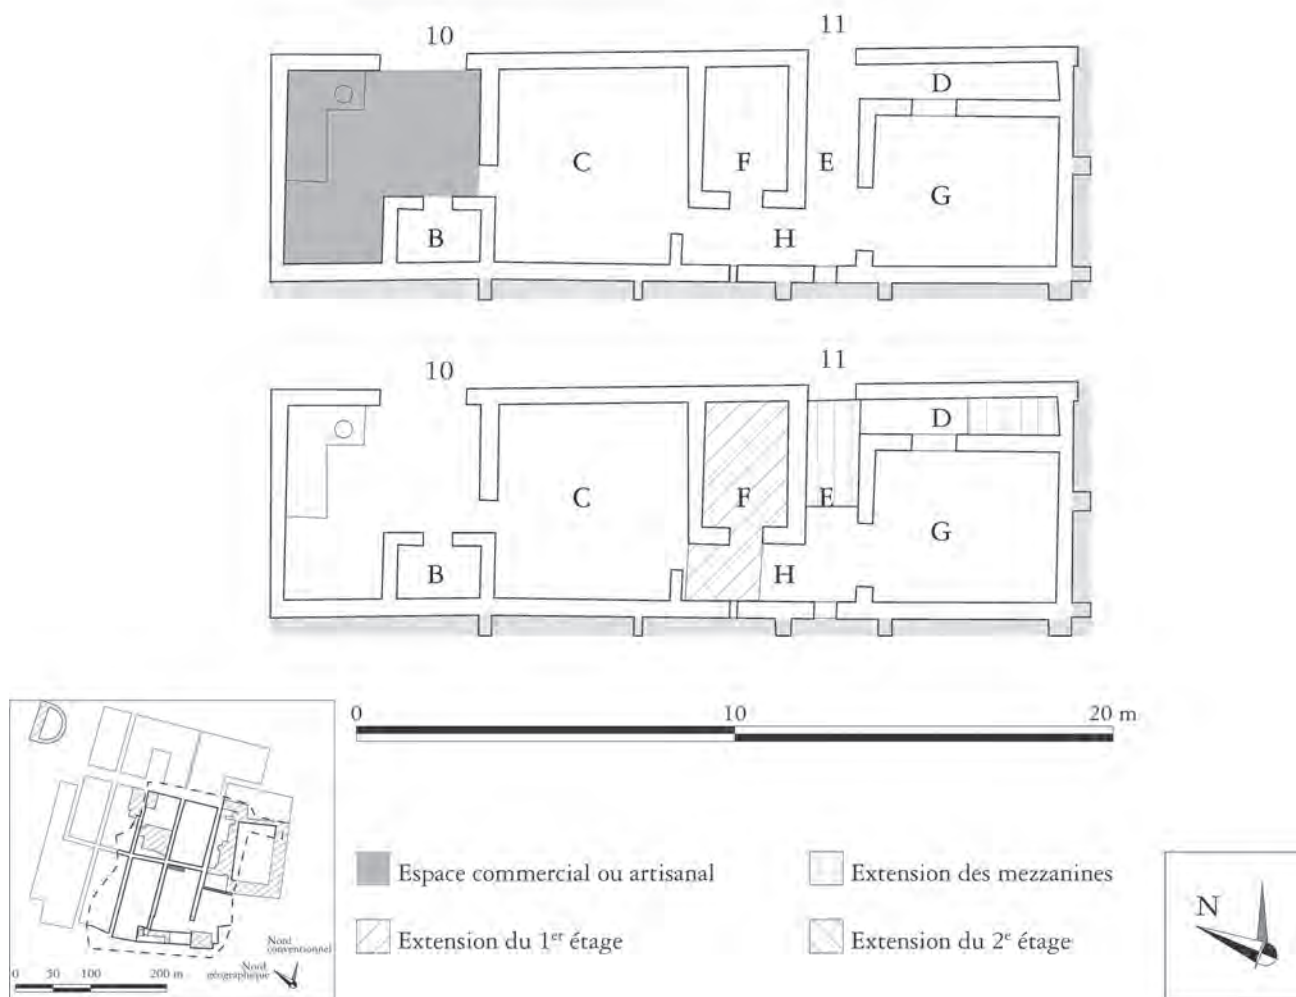 10
11
D
C
F
E
G
B
H
10
11
D
C
F
E
G
B
H
0 10 20 m
Espace commercial ou artisanal
Extension des mezzanines
Extension du 1er étage
Extension du 2e étage
Nord
conventionnel
Nord
géographique
0 50 100 200 m
N